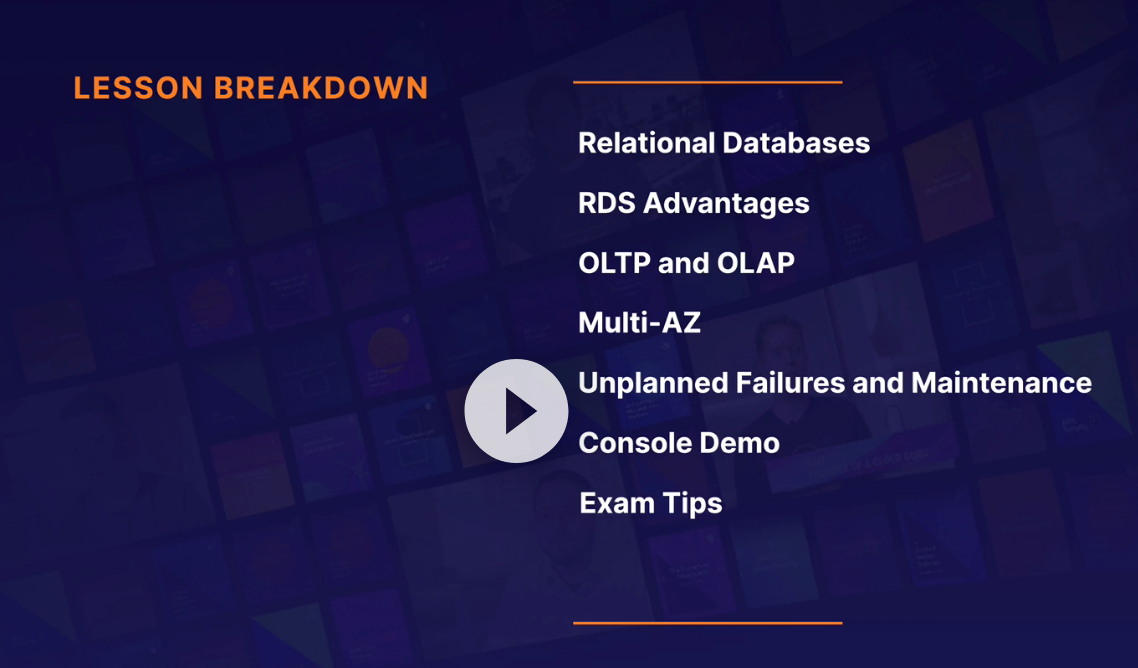 LESSON BREAKDOWN
Relational Databases
RDS Advantages
OLTP and OLAP
Multi-AZ
Unplanned Failures and Maintenance
Console Demo
Exam Tips